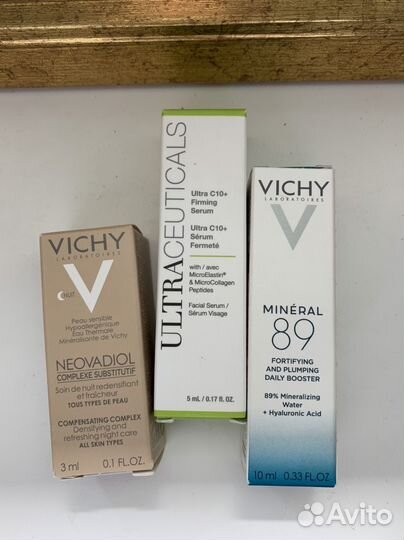 VICHY
LABORATOIRES
NUIT
Peau sensible
Hypoallergénique
Eau Thermale
Minéralisante de Vichy
NEOVADIOL
COMPLEXE SUBSTITUTIF
Soin de nuit redensifiant
et fraîcheur
TOUS TYPES DE PEAU
COMPENSATING COMPLEX
Densifying and
refreshing night care
ALL SKIN TYPES
3 ml 0.1 FL.OZ.
ULTRACEUTICALS
Ultra C10+
Firming
Serum
Ultra C10+
Sérum
Fermeté
with / avec
MicroElastin® & MicroCollagen
Peptides
Facial Serum /
Sérum Visage
5 mL / 0.17 fl. oz.
VICHY
LABORATOIRES
MINÉRAL
89
FORTIFYING
AND PLUMPING
DAILY BOOSTER
89% Mineralizing
Water
+ Hyaluronic Acid
10 ml 0.33 FL.OZ.
Avito